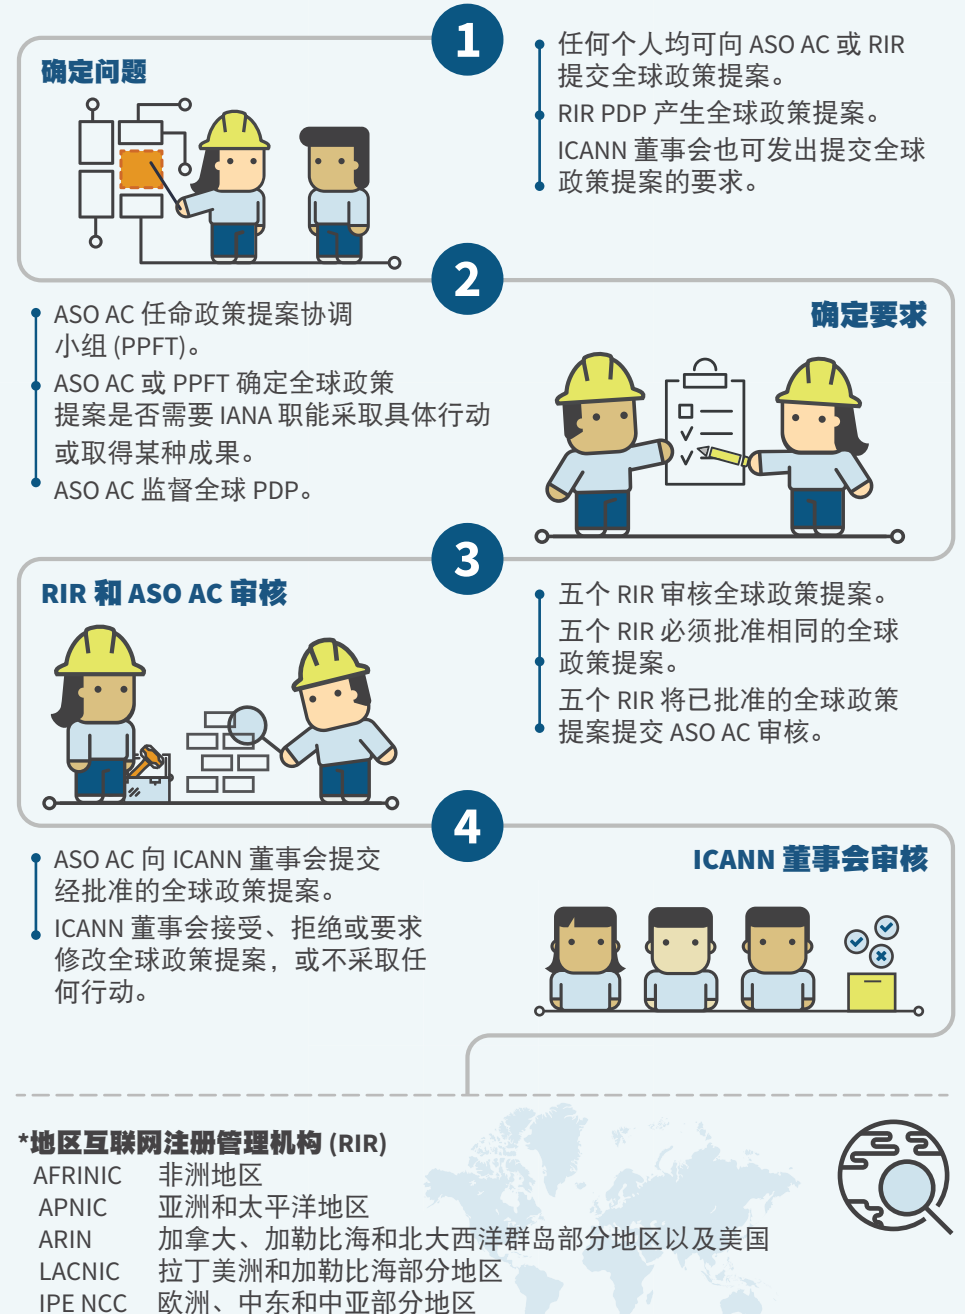 1
确定问题
任何个人均可向 ASO AC 或 RIR
提交全球政策提案。
RIR PDP 产生全球政策提案。
ICANN 董事会也可发出提交全球
政策提案的要求。
2
确定要求
ASO AC 任命政策提案协调
小组 (PPFT)。
ASO AC 或 PPFT 确定全球政策
提案是否需要 IANA 职能采取具体行动
或取得某种成果。
ASO AC 监督全球 PDP。
3
RIR 和 ASO AC 审核
五个 RIR 审核全球政策提案。
五个 RIR 必须批准相同的全球
政策提案。
五个 RIR 将已批准的全球政策
提案提交 ASO AC 审核。
4
ICANN 董事会审核
ASO AC 向 ICANN 董事会提交
经批准的全球政策提案。
ICANN 董事会接受、拒绝或要求
修改全球政策提案，或不采取任
何行动。
*地区互联网注册管理机构 (RIR)
AFRINIC 非洲地区
APNIC 亚洲和太平洋地区
ARIN 加拿大、加勒比海和北大西洋群岛部分地区以及美国
LACNIC 拉丁美洲和加勒比海部分地区
IPE NCC 欧洲、中东和中亚部分地区